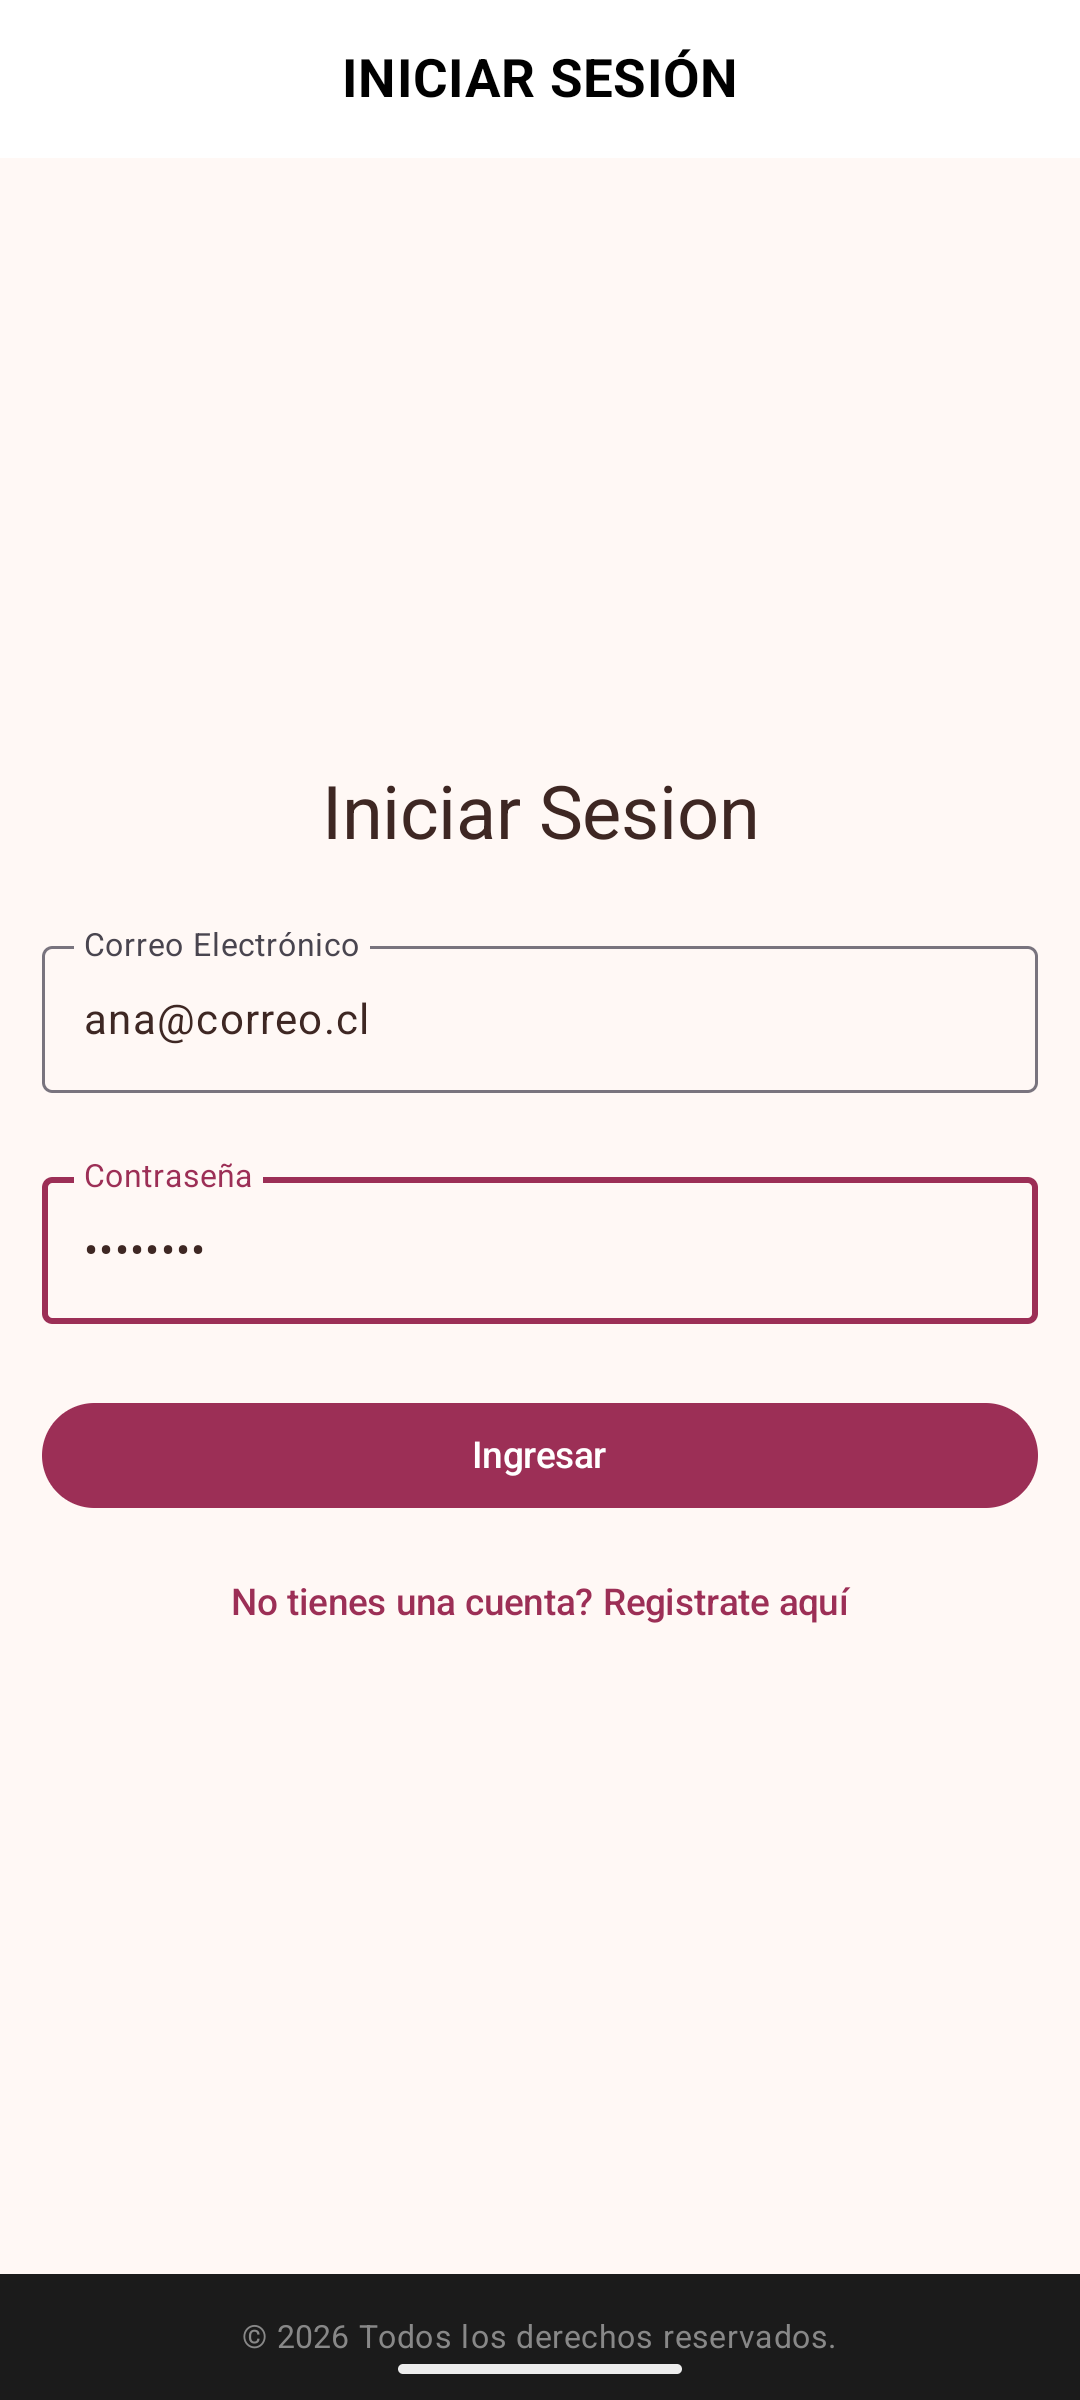 INICIAR SESIÓN
Iniciar Sesion
Correo Electrónico
ana@correo.cl
Contraseña
••••••••
Ingresar
No tienes una cuenta? Registrate aquí
© 2026 Todos los derechos reservados.